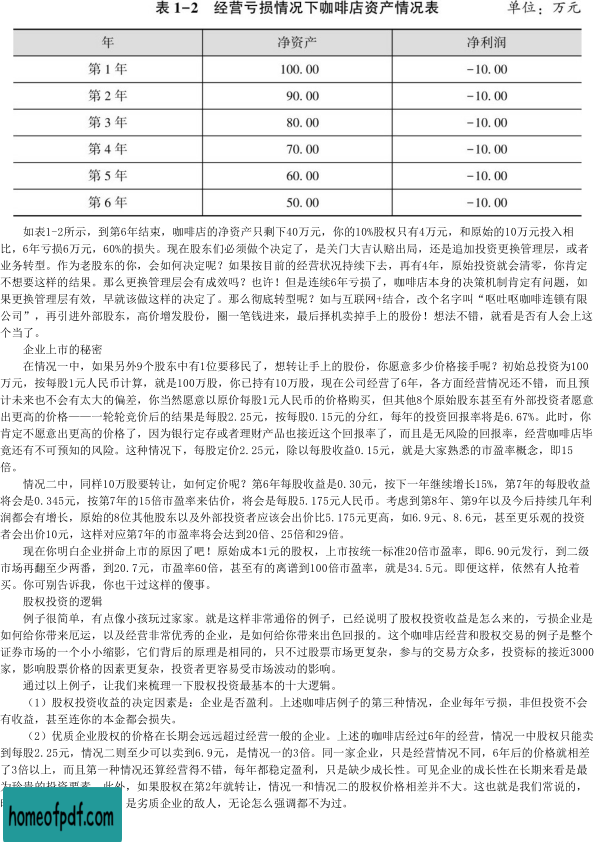 表 1-2 经营亏损情况下咖啡店资产情况表 单位：万元
年 净资产 净利润
第 1 年 100.00 -10.00
第 2 年 90.00 -10.00
第 3 年 80.00 -10.00
第 4 年 70.00 -10.00
第 5 年 60.00 -10.00
第 6 年 50.00 -10.00
如表1-2所示，到第6年结束，咖啡店的净资产只剩下40万元，你的10%股权只有4万元，和原始的10万元投入相
比，6年亏损6万元，60%的损失。现在股东们必须做个决定了，是关门大吉认赔出局，还是追加投资更换管理层，或者
业务转型。作为老股东的你，会如何决定呢？如果按目前的经营状况持续下去，再有4年，原始投资就会清零，你肯定
不想要这样的结果。那么更换管理层会有成效吗？也许！但是连续6年亏损了，咖啡店本身的决策机制肯定有问题，如
果更换管理层有效，早就该做这样的决定了。那么彻底转型呢？如与互联网+结合，改个名字叫“呕吐呕咖啡连锁有限
公司”，再引进外部股东，高价增发股份，圈一笔钱进来，最后择机卖掉手上的股份！想法不错，就看是否有人会上这
个当了。
企业上市的秘密
在情况一中，如果另外9个股东中有1位要移民了，想转让手上的股份，你愿意多少价格接手呢？初始总投资为100
万元，按每股1元人民币计算，就是100万股，你已持有10万股，现在公司经营了6年，各方面经营情况还不错，而且预
计未来也不会有太大的偏差，你当然愿意以原价每股1元人民币的价格购买，但其他8个原始股东甚至有外部投资者愿意
出更高的价格——一轮轮竞价后的结果是每股2.25元，按每股0.15元的分红，每年的投资回报率将是6.67%。此时，你
肯定不愿意出更高的价格了，因为银行定存或者理财产品也接近这个回报率了，而且是无风险的回报率，经营咖啡店毕
竟还有不可预知的风险。这种情况下，每股定价2.25元，除以每股收益0.15元，就是大家熟悉的市盈率概念，即15
倍。
情况二中，同样10万股要转让，如何定价呢？第6年每股收益是0.30元，按下一年继续增长15%，第7年的每股收益
将会是0.345元，按第7年的15倍市盈率来估价，将会是每股5.175元人民币。考虑到第8年、第9年以及今后持续几年利
润都会有增长，原始的8位其他股东以及外部投资者应该会出价比5.175元更高，如6.9元、8.6元，甚至更乐观的投资
者会出价10元，这样对应第7年的市盈率将会达到20倍、25倍和29倍。
现在你明白企业拼命上市的原因了吧！原始成本1元的股权，上市按统一标准20倍市盈率，即6.90元发行，到二级
市场再翻至少两番，到20.7元，市盈率60倍，甚至有的离谱到100倍市盈率，就是34.5元。即便这样，依然有人抢着
买。你可别告诉我，你也干过这样的傻事。
股权投资的逻辑
例子很简单，有点像小孩玩过家家。就是这样非常通俗的例子，已经说明了股权投资收益是怎么来的，亏损企业是
如何给你带来厄运，以及经营非常优秀的企业，是如何给你带来出色回报的。这个咖啡店经营和股权交易的例子是整个
证券市场的一个小小缩影，它们背后的原理是相同的，只不过股票市场更复杂，参与的交易方众多，投资标的接近3000
家，影响股票价格的因素更复杂，投资者更容易受市场波动的影响。
通过以上例子，让我们来梳理一下股权投资最基本的十大逻辑。
（1）股权投资收益的决定因素是：企业是否盈利。上述咖啡店例子的第三种情况，企业每年亏损，非但投资不会
有收益，甚至连你的本金都会损失。
（2）优质企业股权的价格在长期会远远超过经营一般的企业。上述的咖啡店经过6年的经营，情况一中股权只能卖
到每股2.25元，情况二则至少可以卖到6.9元，是情况一的3倍。同一家企业，只是经营情况不同，6年后的价格就相差
了3倍以上，而且第一种情况还算经营得不错，每年都稳定盈利，只是缺少成长性。可见企业的成长性在长期来看是最
为珍贵的投资要素。此外，如果股权在第2年就转让，情况一和情况二的股权价格相差并不大。这也就是我们常说的，
是劣质企业的敌人，无论怎么强调都不为过。
homeofpdf.com